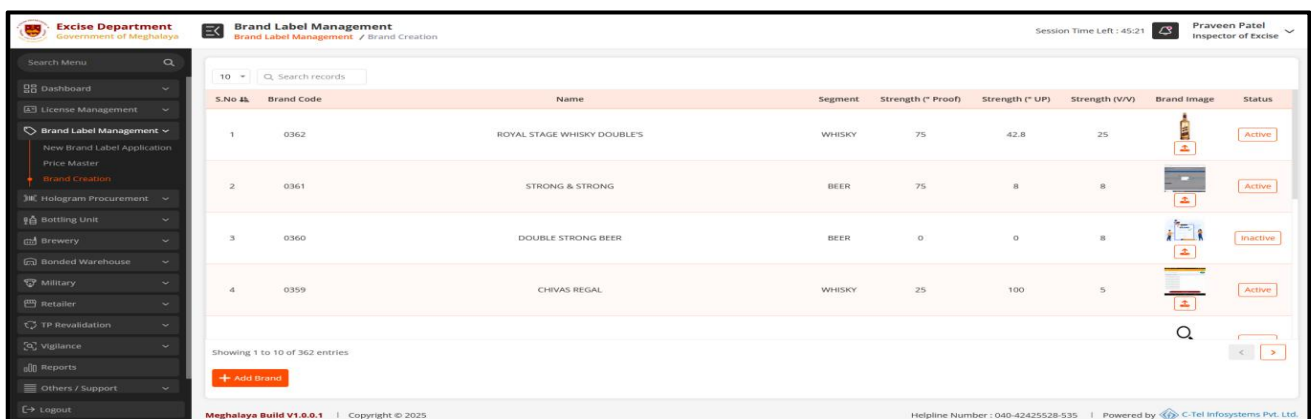 Excise Department
Government of Meghalaya
Brand Label Management
Brand Label Management / Brand Creation
Session Time Left : 45:21
Praveen Patel
Inspector of Excise
Search Menu
Dashboard
License Management
Brand Label Management
New Brand Label Application
Price Master
Brand Creation
Hologram Procurement
Bottling Unit
Brewery
Bonded Warehouse
Military
Retailer
TP Revalidation
Vigilance
Reports
Others / Support
Logout
10 Search records
S.No Brand Code Name Segment Strength (° Proof) Strength (° UP) Strength (V/V) Brand Image Status
1 0362 ROYAL STAGE WHISKY DOUBLE'S WHISKY 75 42.8 25 Active
2 0361 STRONG & STRONG BEER 75 8 8 Active
3 0360 DOUBLE STRONG BEER BEER 0 0 8 Inactive
4 0359 CHIVAS REGAL WHISKY 25 100 5 Active
Showing 1 to 10 of 362 entries
+ Add Brand
Meghalaya Build V1.0.0.1 | Copyright © 2025
Helpline Number : 040-42425528-535 | Powered by C-Tel Infosystems Pvt. Ltd.